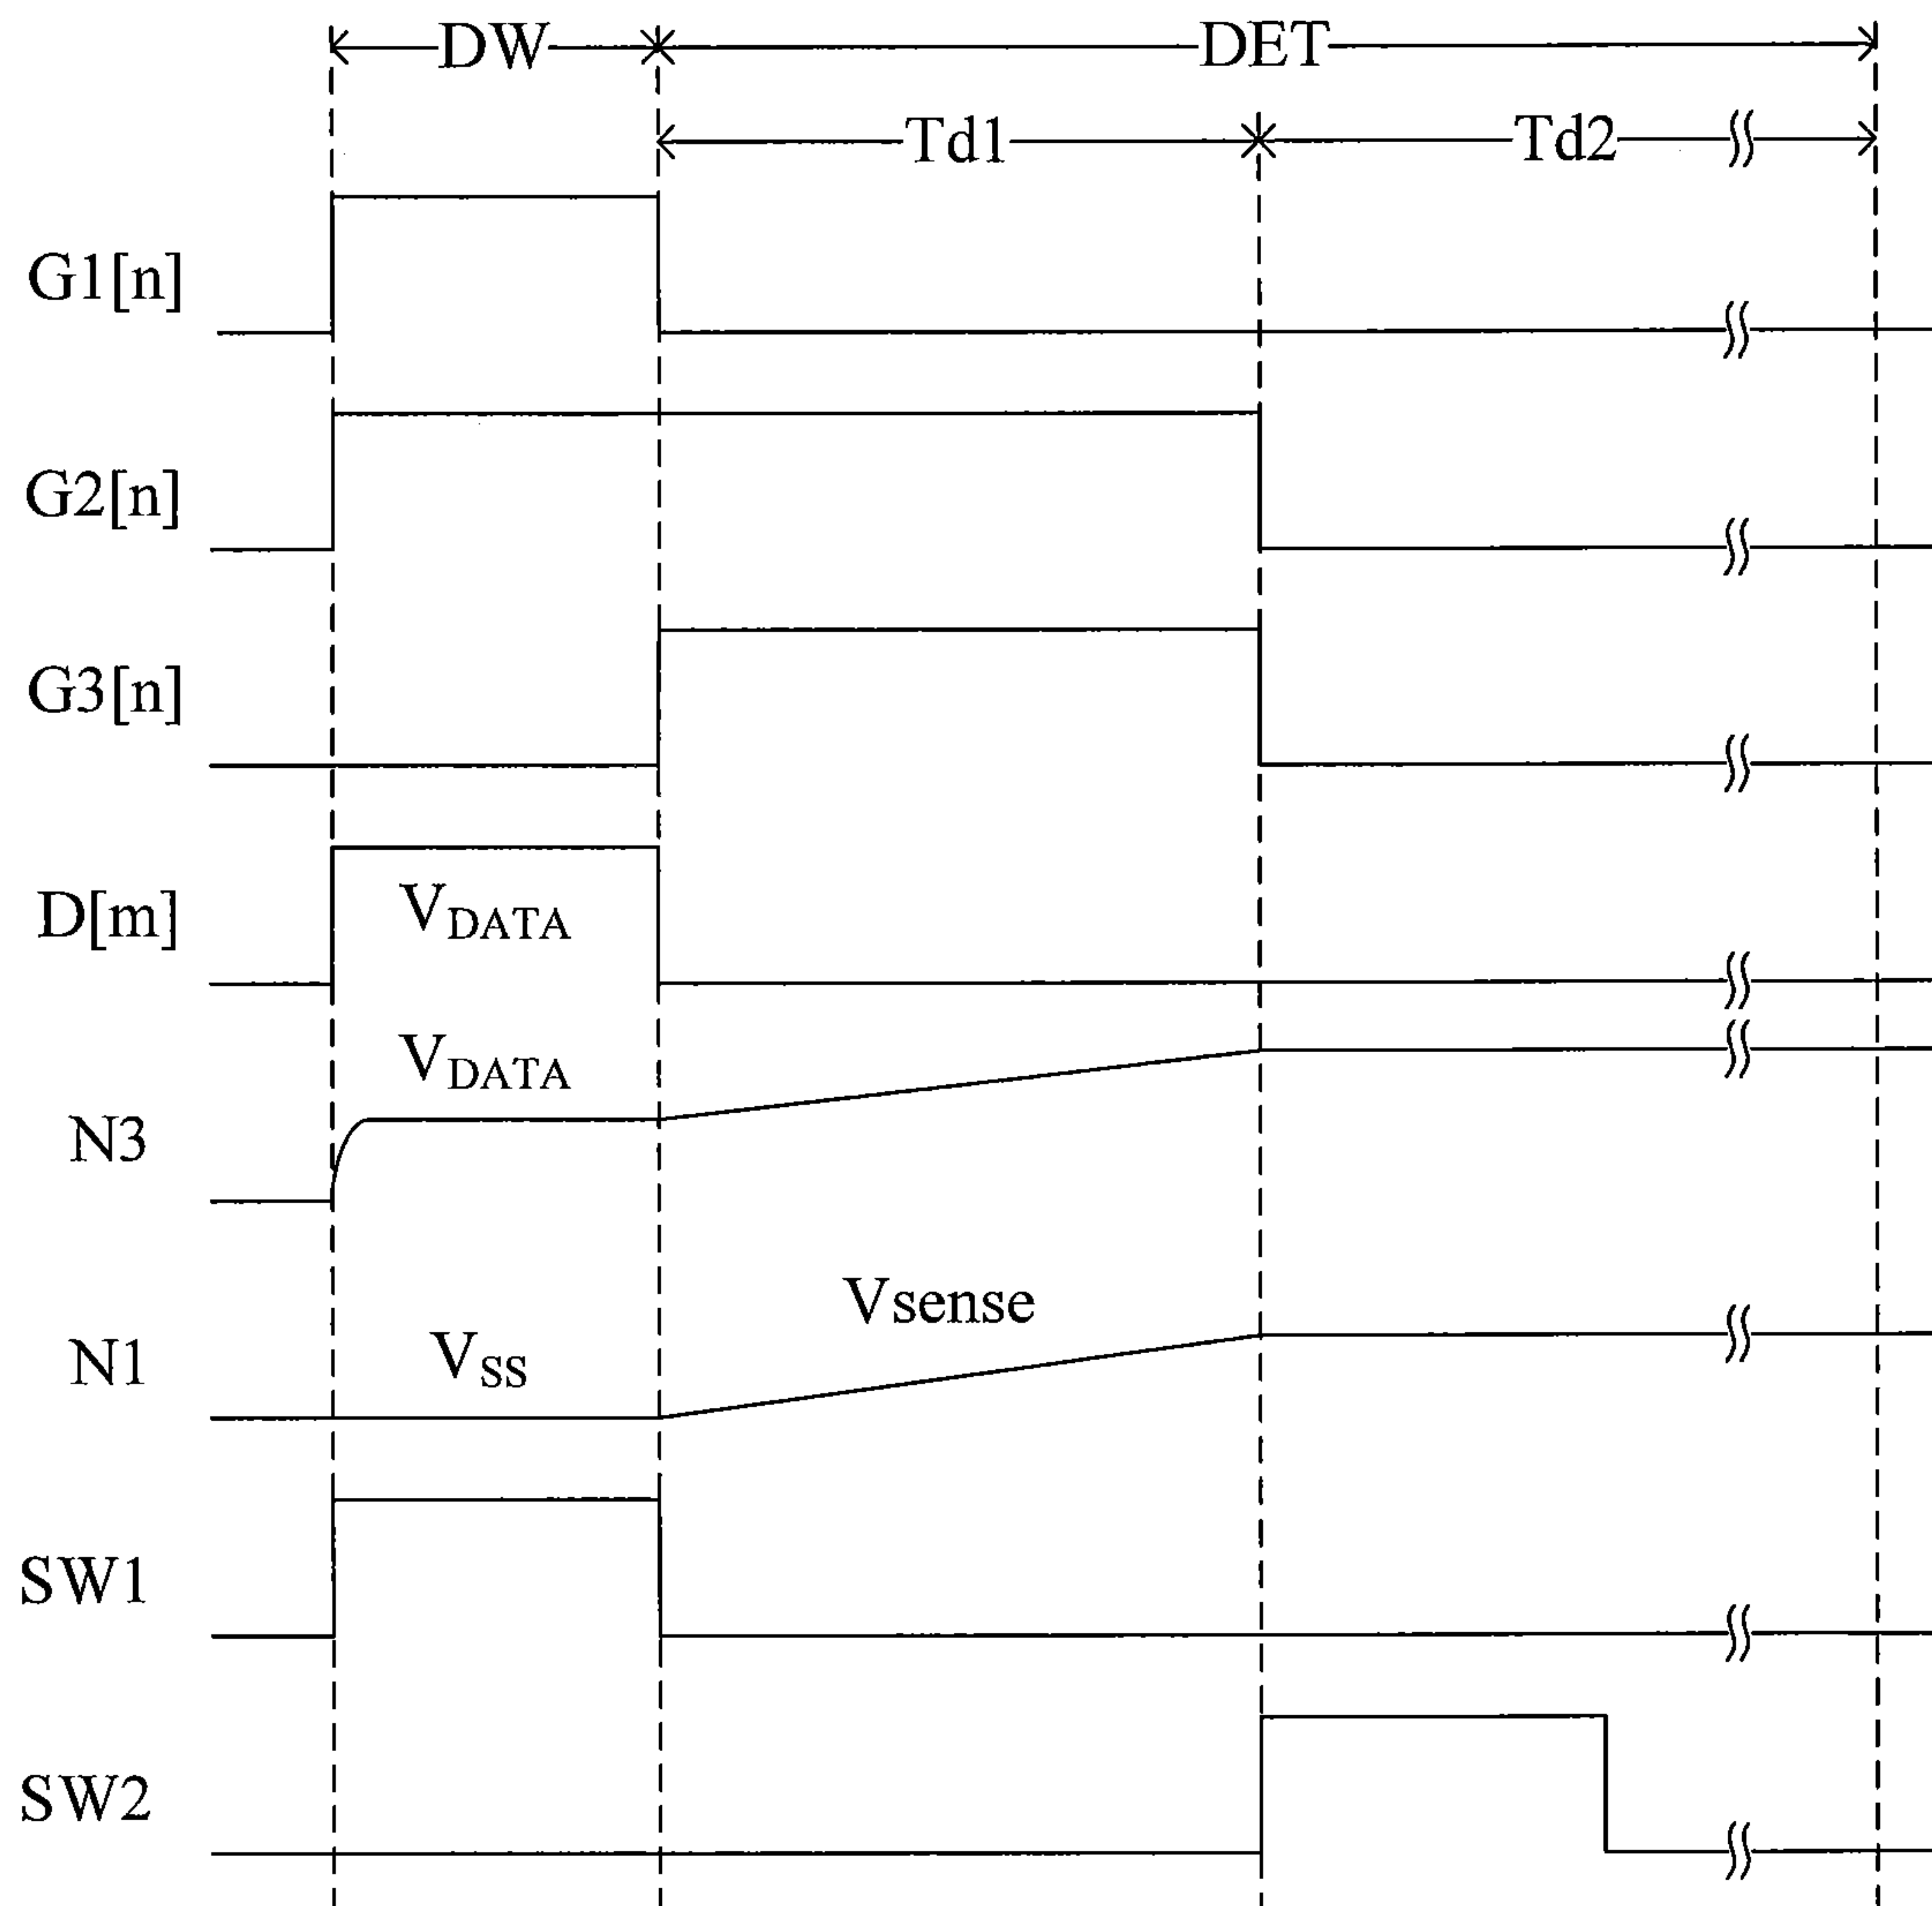 DW DET
Td1 Td2
G1[n]
G2[n]
G3[n]
D[m] VDATA
VDATA
N3
Vsense
N1 VSS
SW1
SW2